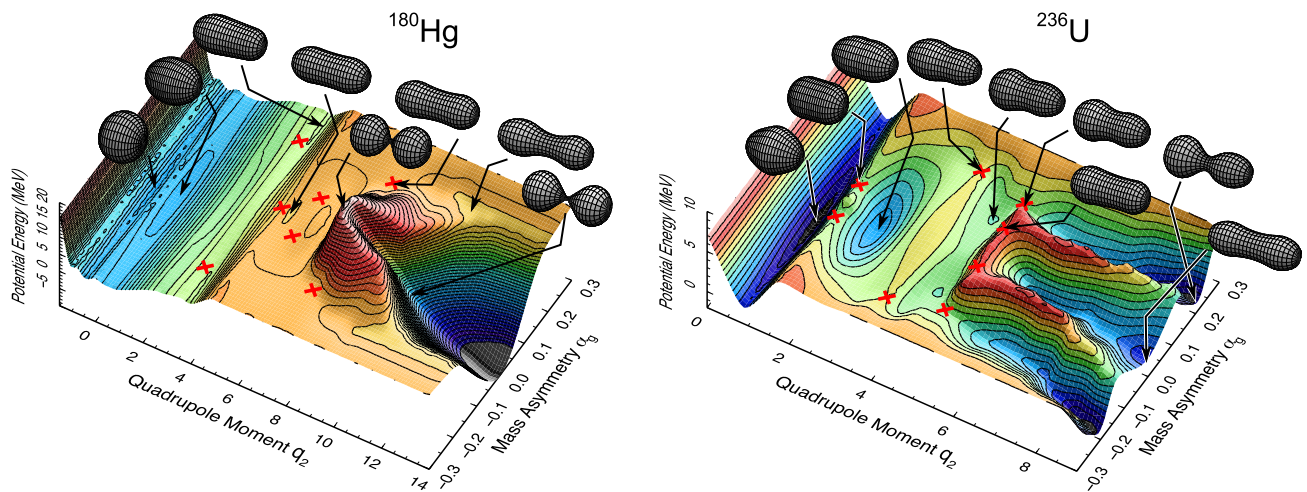 ¹⁸⁰Hg
Potential Energy (MeV)
-5 0 5 10 15 20
0 2 4 6 8 10 12 14
Quadrupole Moment q₂
−0.3 −0.2 −0.1 0.0 0.1 0.2 0.3
Mass Asymmetry α_g
²³⁶U
Potential Energy (MeV)
0 5 10
0 2 4 6 8
Quadrupole Moment q₂
−0.3 −0.2 −0.1 0.0 0.1 0.2 0.3
Mass Asymmetry α_g